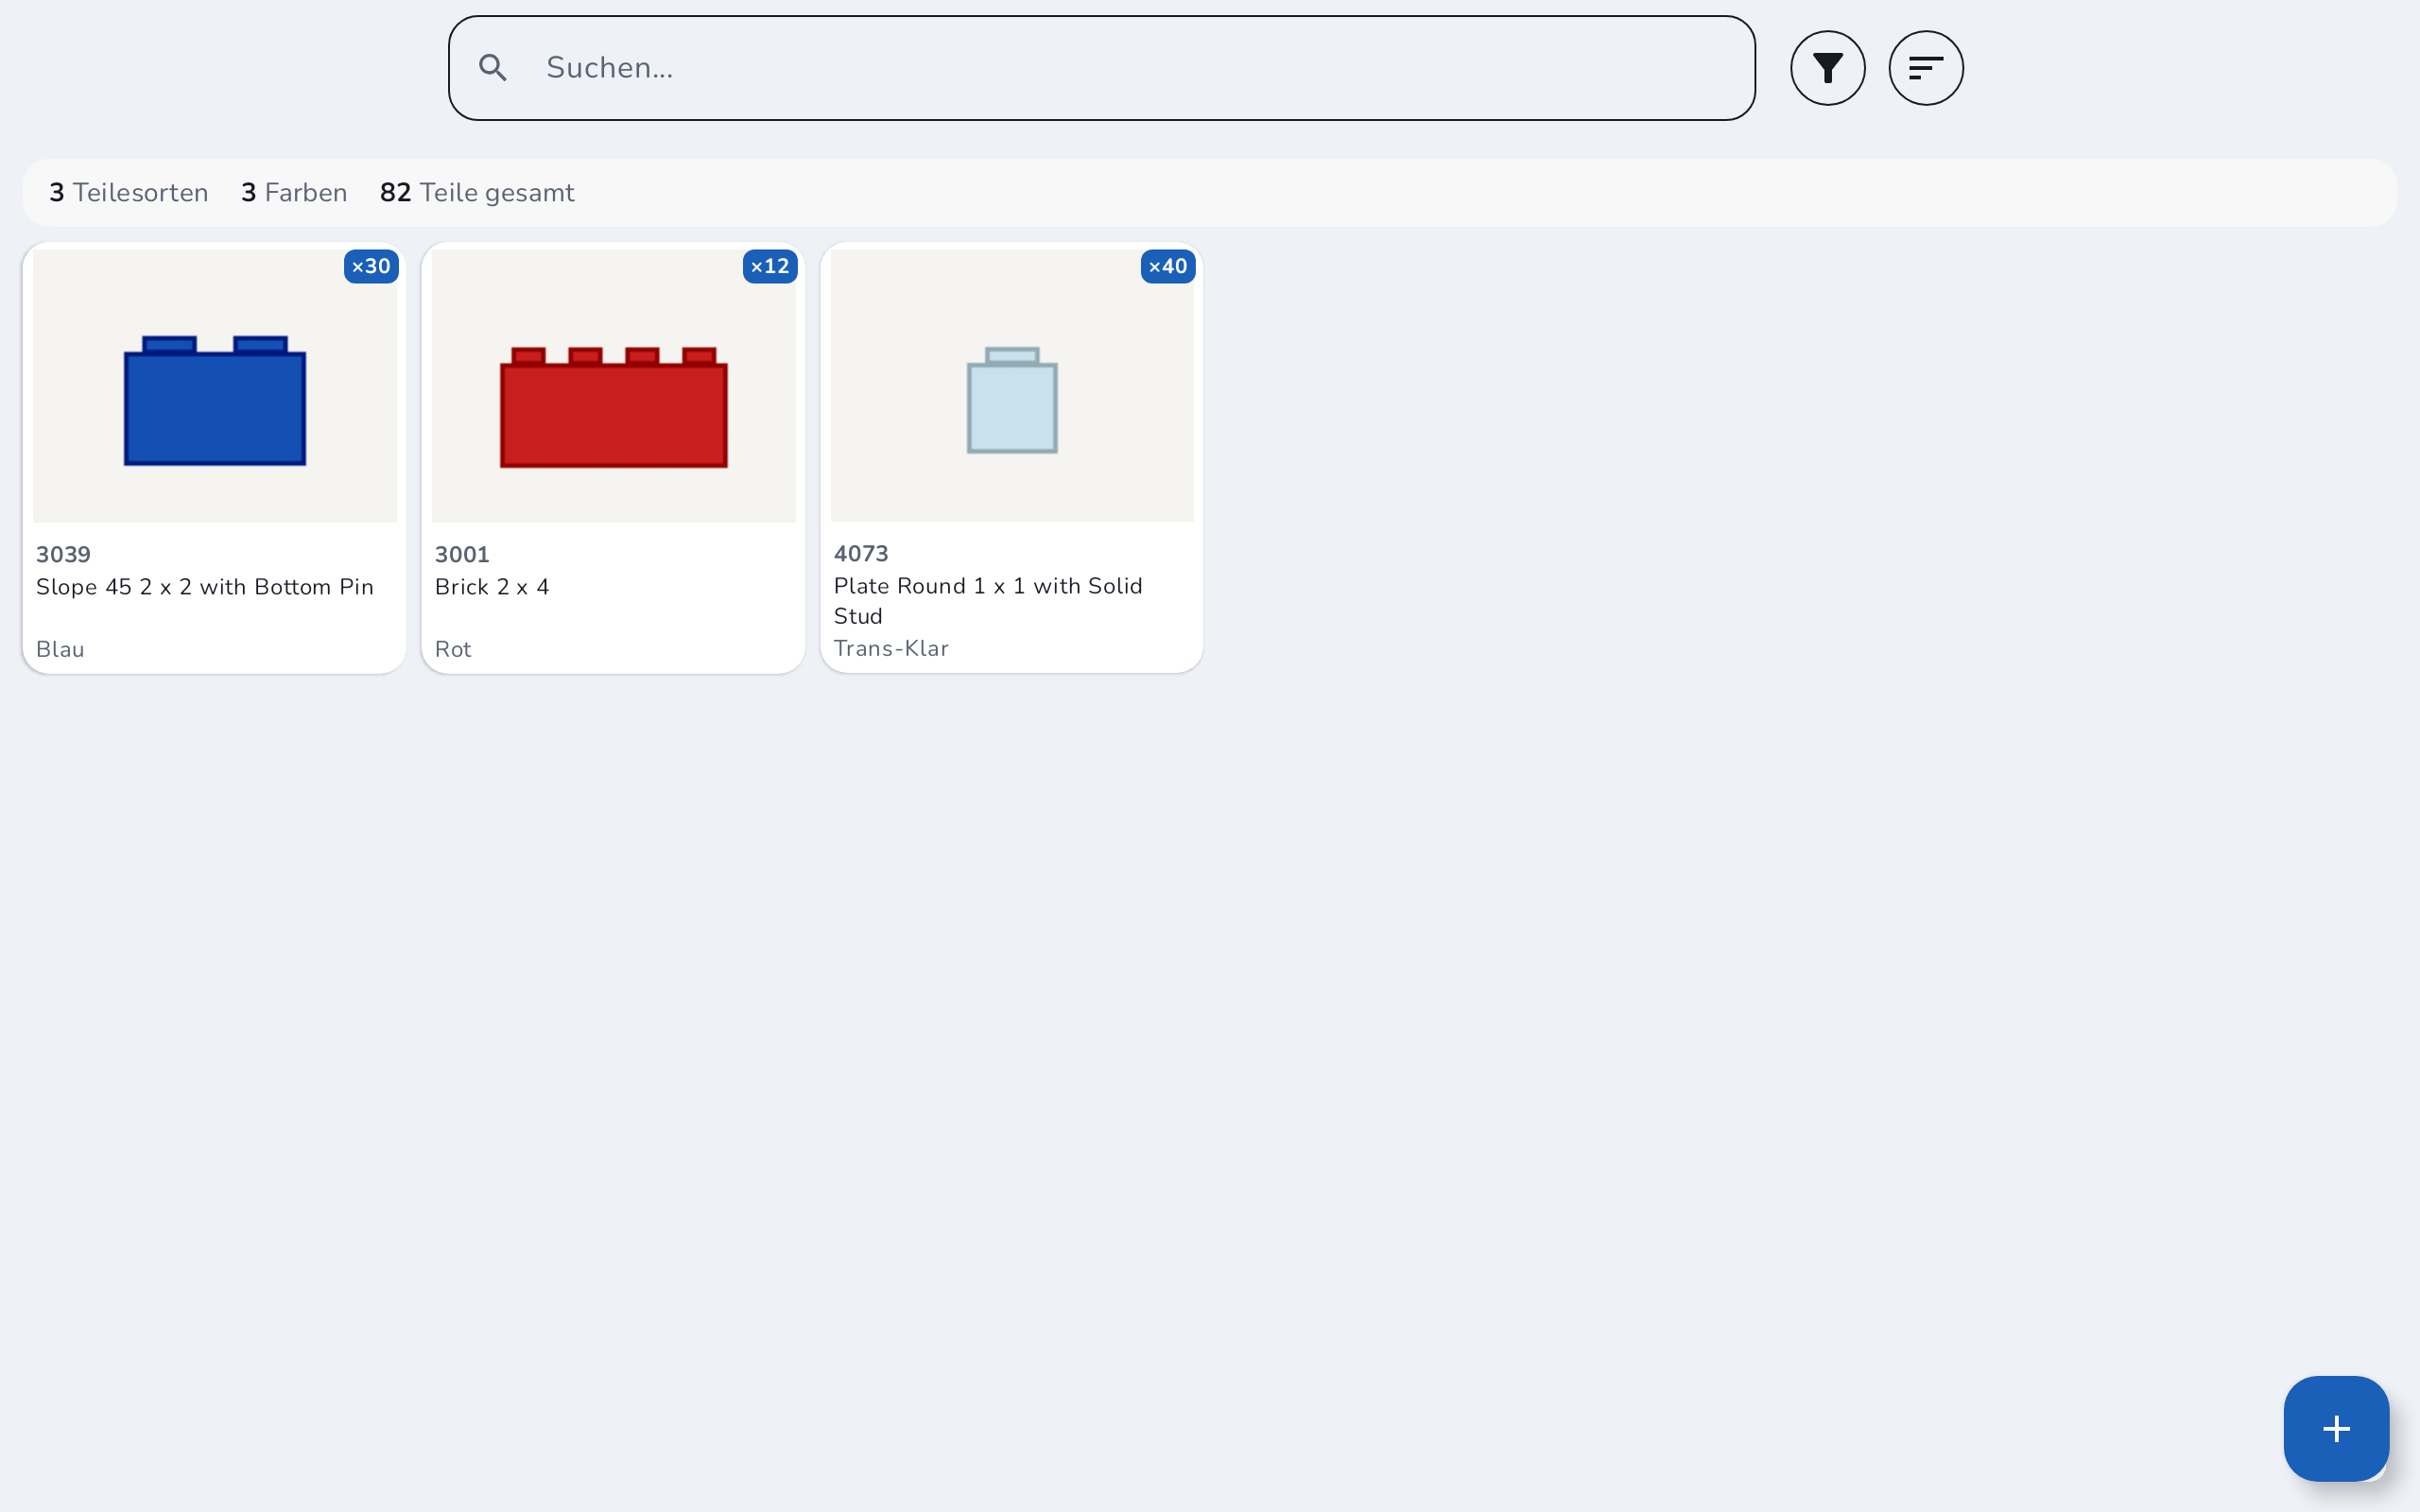 Suchen...
3 Teilesorten 3 Farben 82 Teile gesamt
×30
3039
Slope 45 2 x 2 with Bottom Pin
Blau
×12
3001
Brick 2 x 4
Rot
×40
4073
Plate Round 1 x 1 with Solid
Stud
Trans-Klar